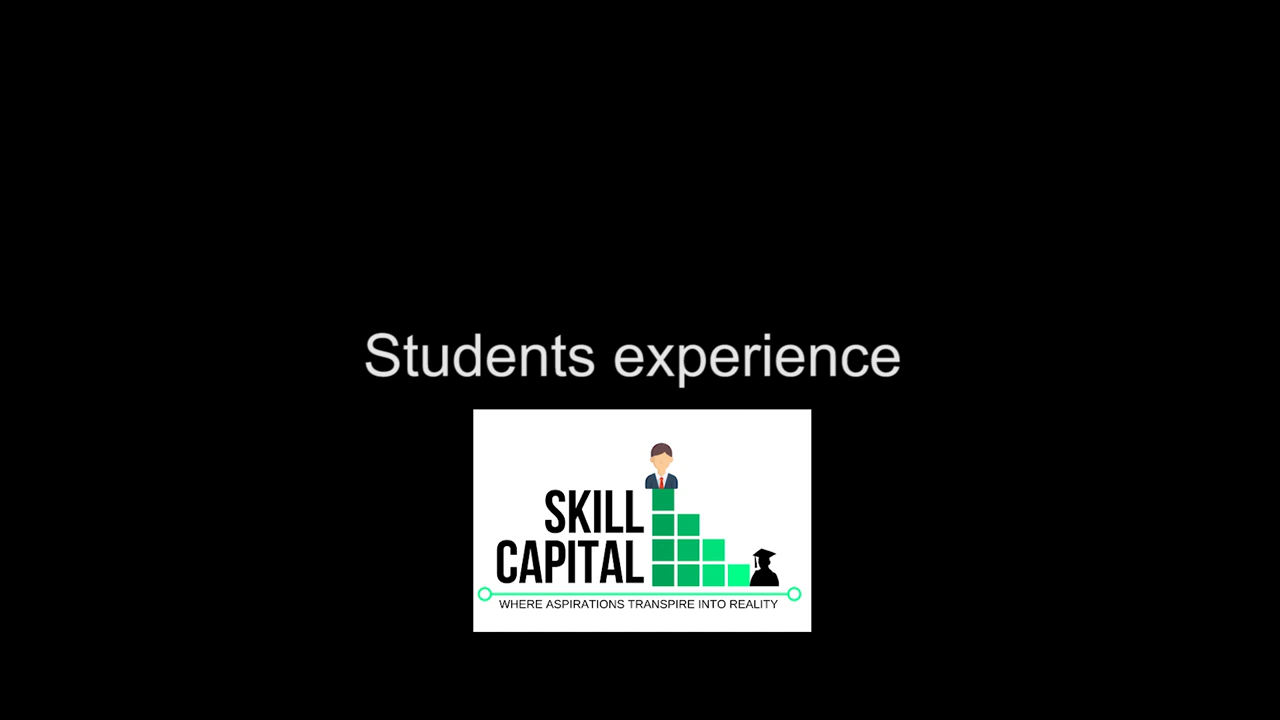 Students experience
SKILL
CAPITAL
WHERE ASPIRATIONS TRANSPIRE INTO REALITY